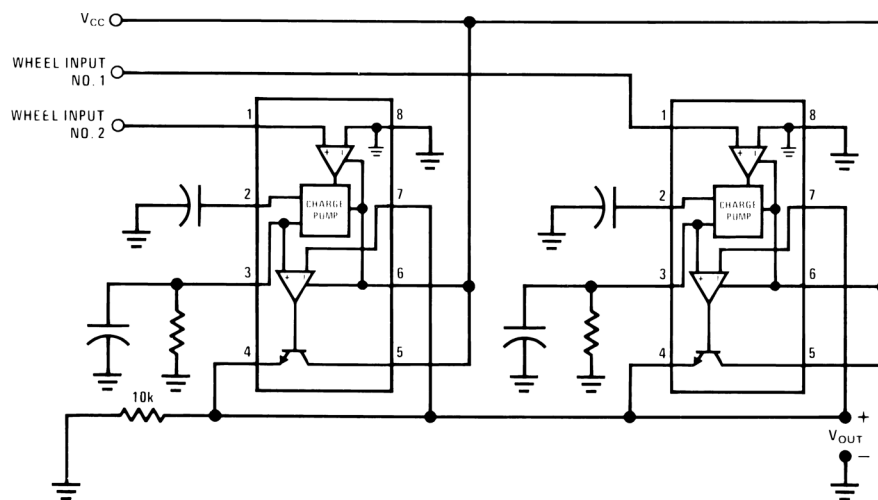 VCC
WHEEL INPUT
NO. 1
WHEEL INPUT
NO. 2
1
8
+
−
2
CHARGE
PUMP
7
3
+
−
6
4
5
1
8
+
−
2
CHARGE
PUMP
7
3
+
−
6
4
5
10k
+
VOUT
−